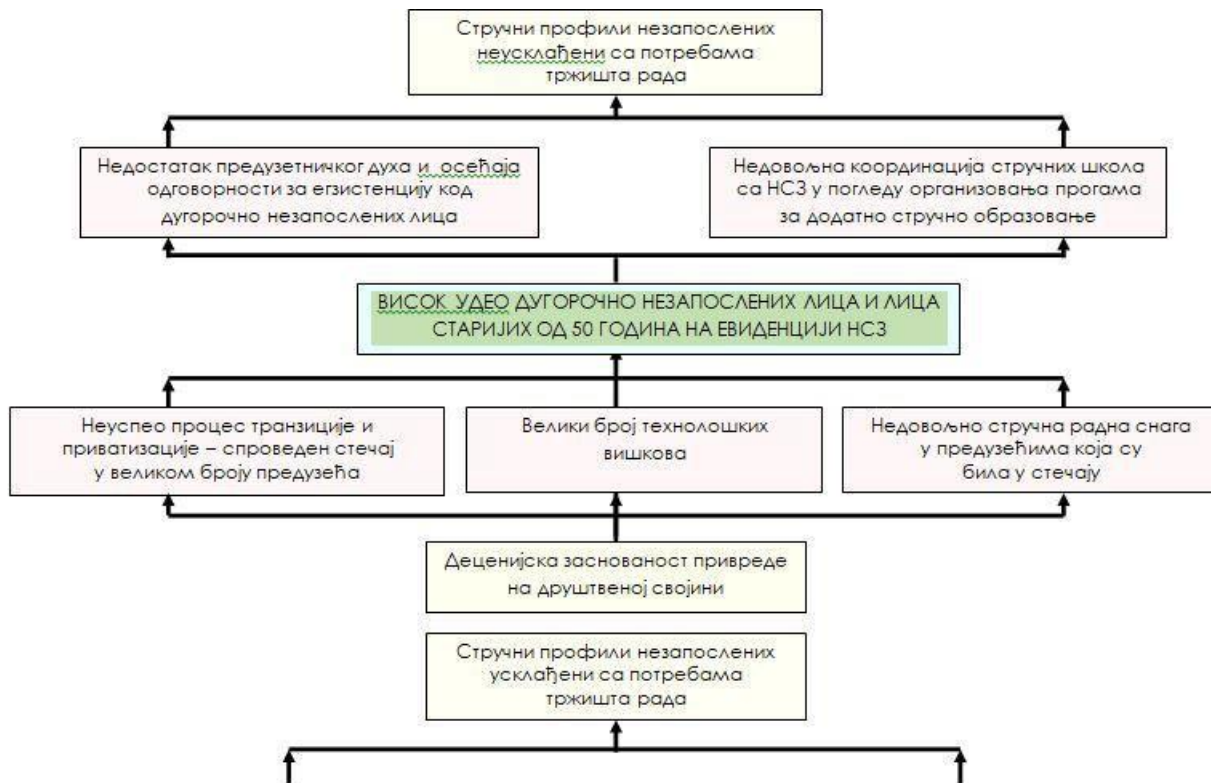 Стручни профили незапослених
неусклађени са потребама
тржишта рада
Недостатак предузетничког духа и осећаја
одговорности за егзистенцију код
дугорочно незапослених лица
Недовољна координација стручних школа
са НСЗ у погледу организовања прогама
за додатно стручно образовање
ВИСОК УДЕО ДУГОРОЧНО НЕЗАПОСЛЕНИХ ЛИЦА И ЛИЦА
СТАРИЈИХ ОД 50 ГОДИНА НА ЕВИДЕНЦИЈИ НСЗ
Неуспео процес транзиције и
приватизације – спроведен стечај
у великом броју предузећа
Велики број технолошких
вишкова
Недовољно стручна радна снага
у предузећима која су
била у стечају
Деценијска заснованост привреде
на друштвеној својини
Стручни профили незапослених
усклађени са потребама
тржишта рада